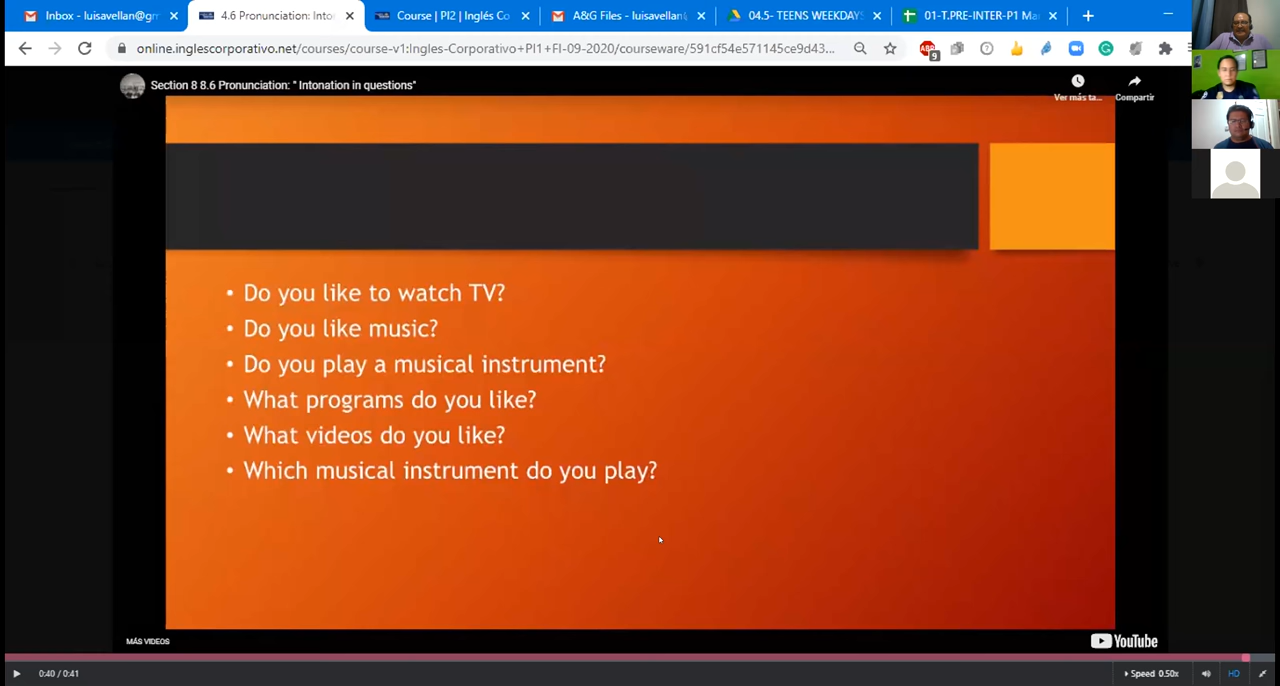 Inbox - luisavellan@gm
4.6 Pronunciation: Into
Course | PI2 | Inglés Co
A&G Files - luisavellan
04.5- TEENS WEEKDAYS
01-T.PRE-INTER-P1 Ma
online.inglescorporativo.net/courses/course-v1:Ingles-Corporativo+PI1+FI-09-2020/courseware/591cf54e571145ce9d43...
ABP
9
Section 8 8.6 Pronunciation: " Intonation in questions"
Ver más ta...
Compartir
• Do you like to watch TV?
• Do you like music?
• Do you play a musical instrument?
• What programs do you like?
• What videos do you like?
• Which musical instrument do you play?
MÁS VIDEOS
YouTube
0:40 / 0:41
Speed 0.50x
HD